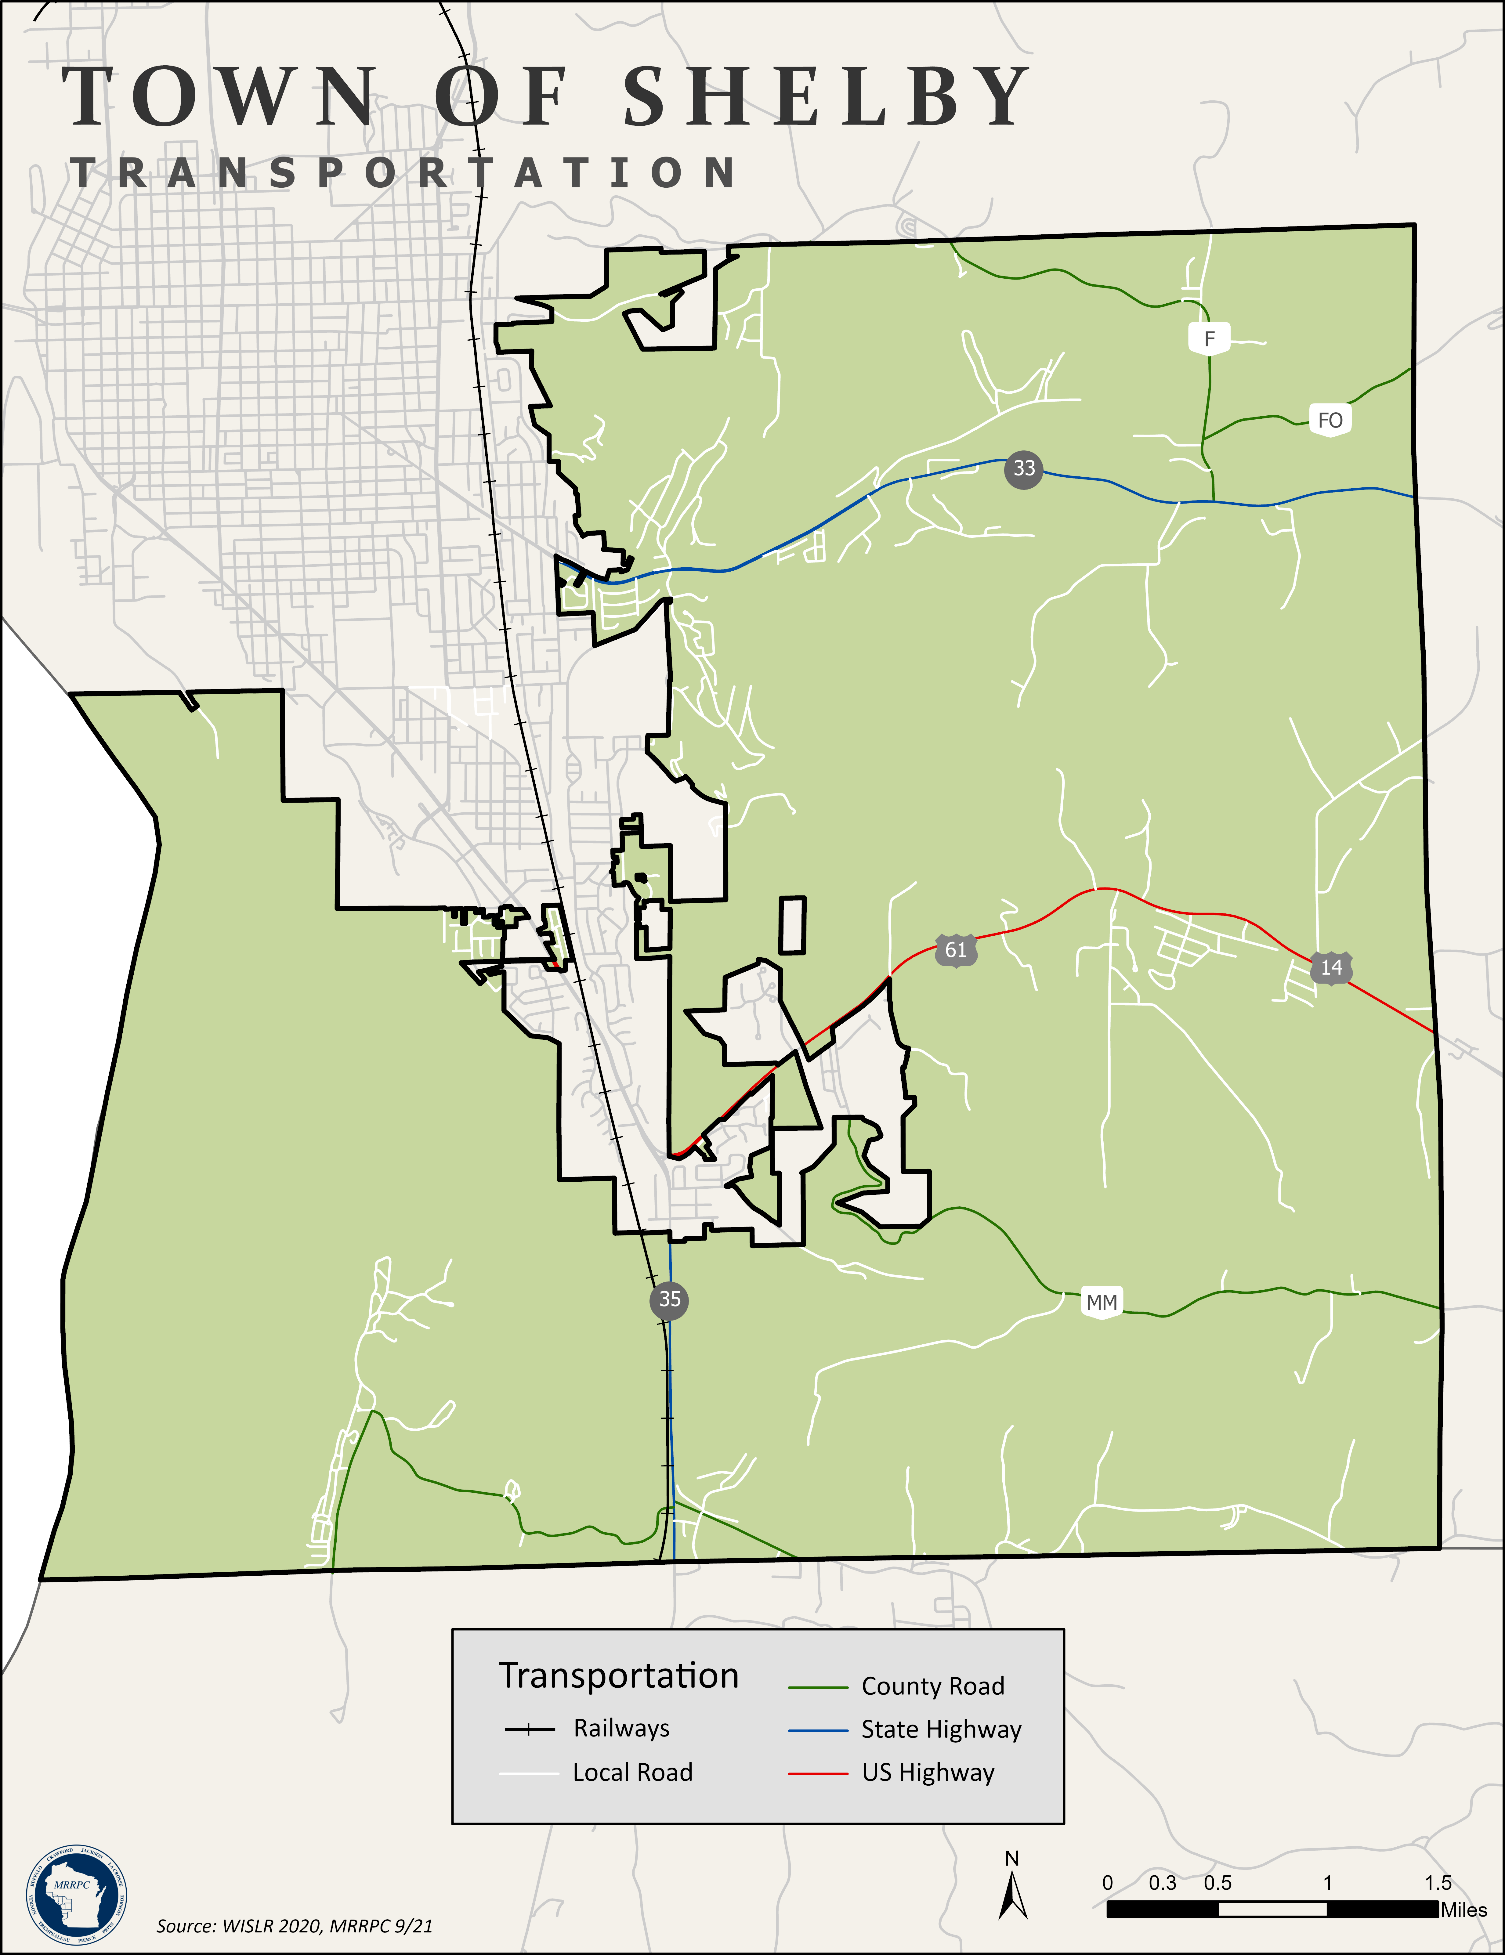 TOWN OF SHELBY
TRANSPORTATION
F
FO
33
61
14
35
MM
Transportation
Railways
Local Road
County Road
State Highway
US Highway
MRRPC
Source: WISLR 2020, MRRPC 9/21
N
0 0.3 0.5 1 1.5
Miles